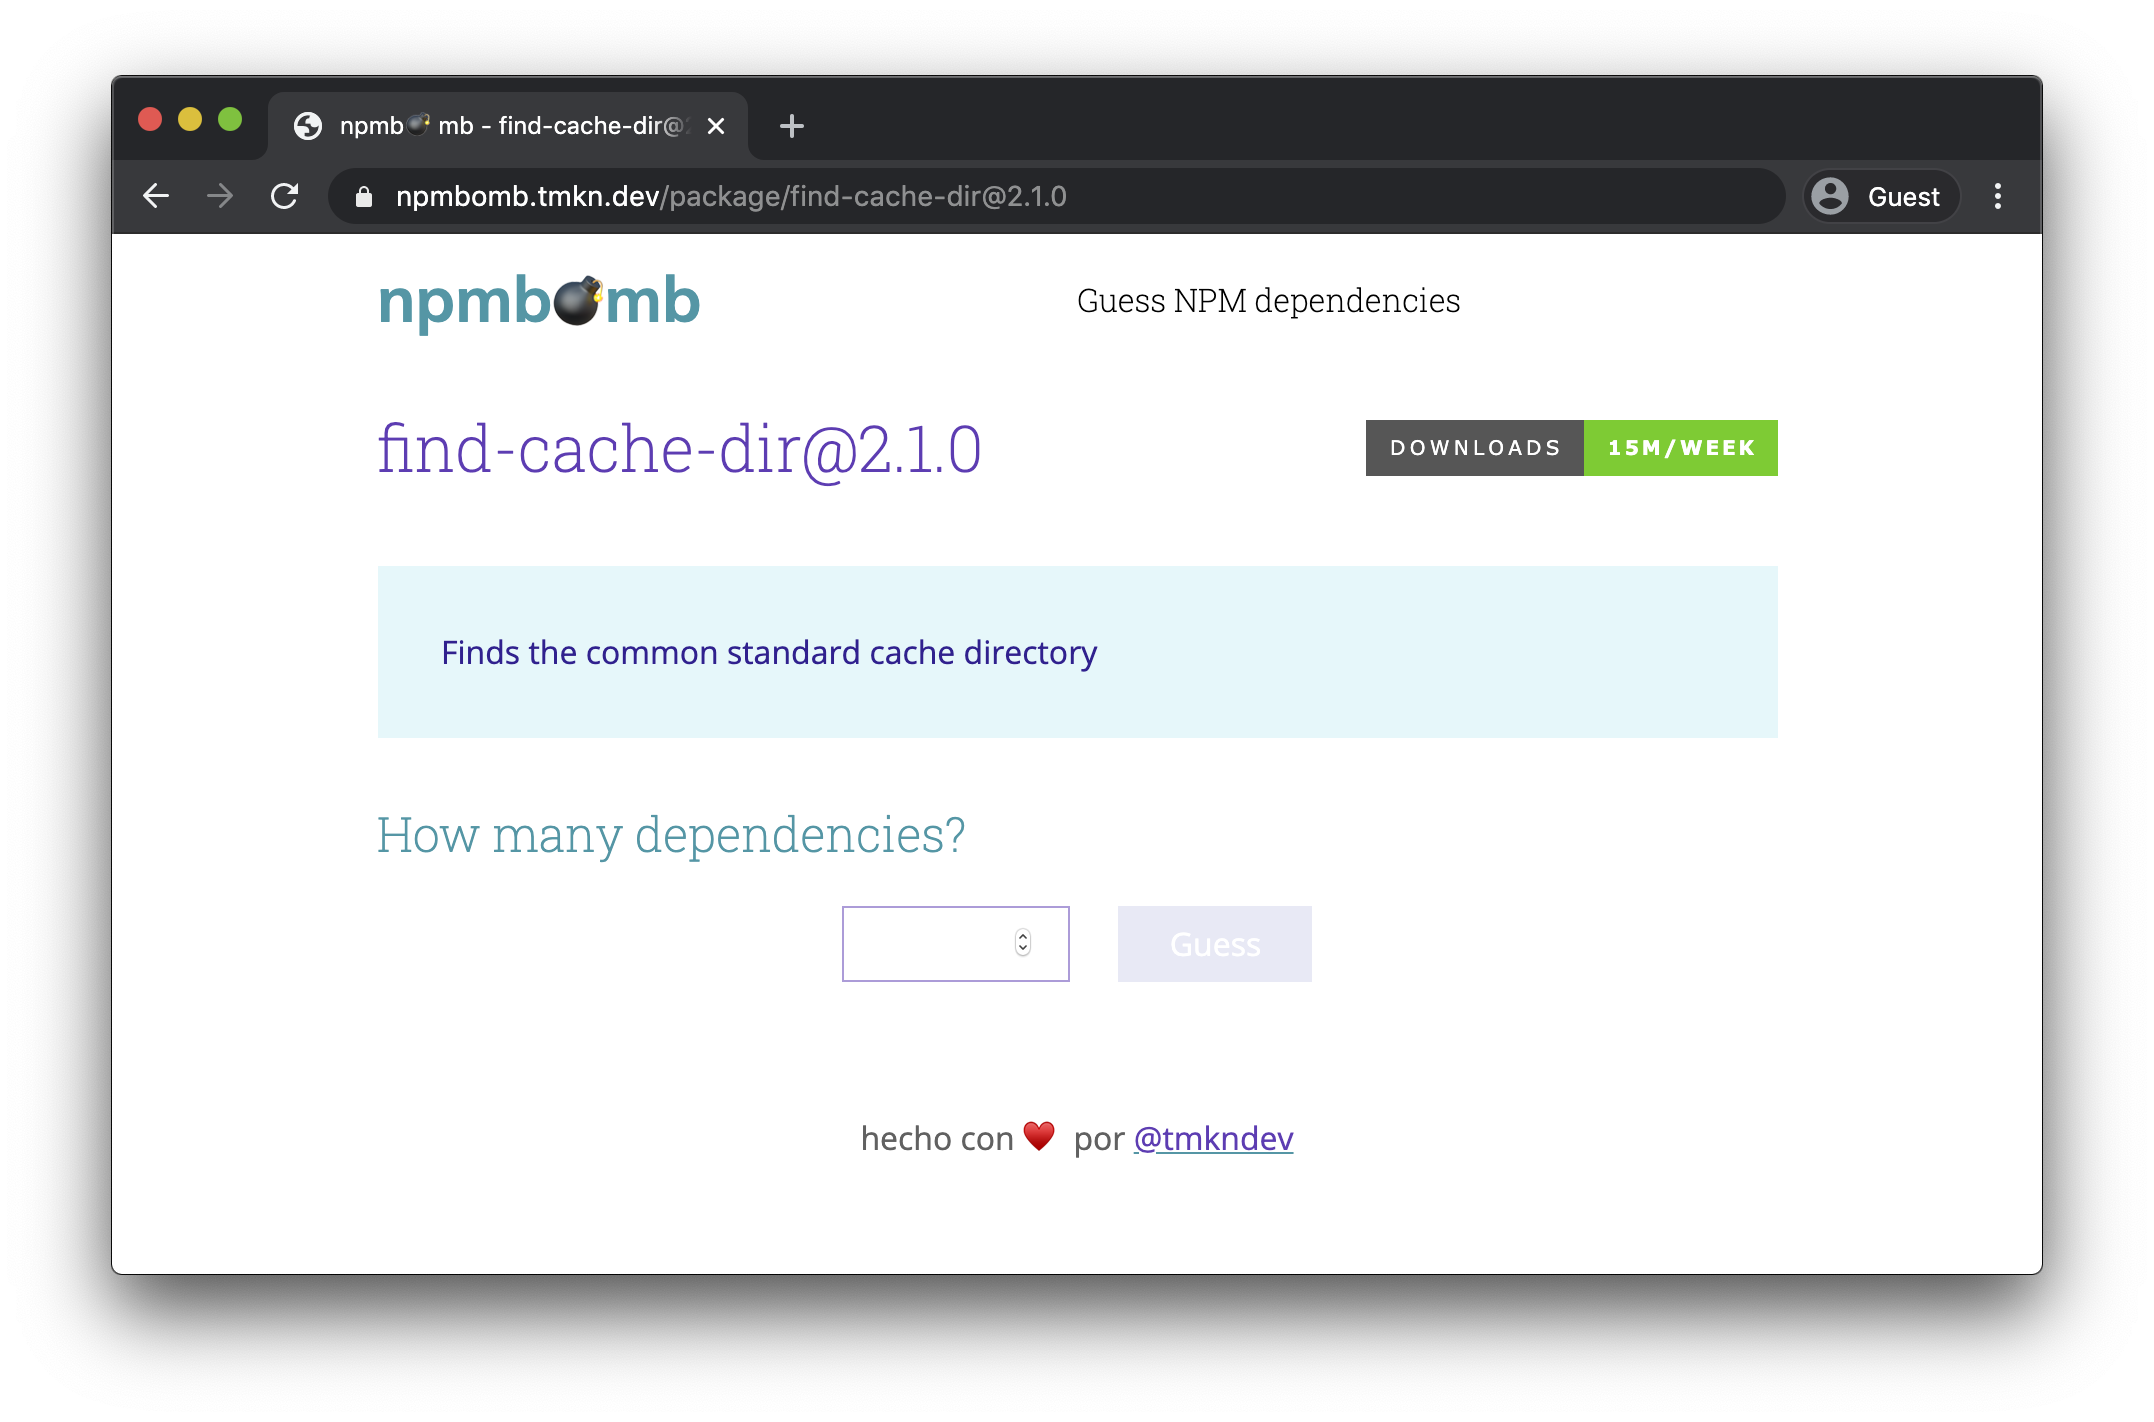 npmb💣 mb - find-cache-dir@
npmbomb.tmkn.dev/package/find-cache-dir@2.1.0
Guest
npmb💣mb
Guess NPM dependencies
find-cache-dir@2.1.0
DOWNLOADS 15M/WEEK
Finds the common standard cache directory
How many dependencies?
Guess
hecho con ♥ por @tmkndev